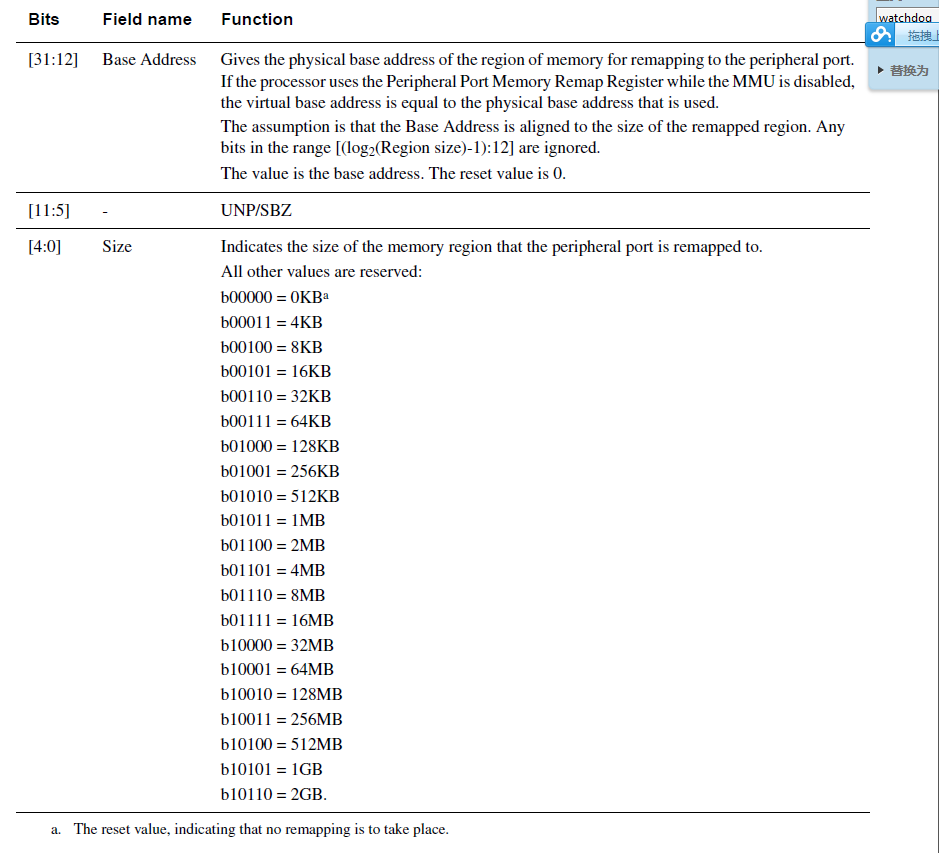 Bits Field name Function
[31:12] Base Address Gives the physical base address of the region of memory for remapping to the peripheral port.
If the processor uses the Peripheral Port Memory Remap Register while the MMU is disabled,
the virtual base address is equal to the physical base address that is used.
The assumption is that the Base Address is aligned to the size of the remapped region. Any
bits in the range [(log2(Region size)-1):12] are ignored.
The value is the base address. The reset value is 0.
[11:5] - UNP/SBZ
[4:0] Size Indicates the size of the memory region that the peripheral port is remapped to.
All other values are reserved:
b00000 = 0KBa
b00011 = 4KB
b00100 = 8KB
b00101 = 16KB
b00110 = 32KB
b00111 = 64KB
b01000 = 128KB
b01001 = 256KB
b01010 = 512KB
b01011 = 1MB
b01100 = 2MB
b01101 = 4MB
b01110 = 8MB
b01111 = 16MB
b10000 = 32MB
b10001 = 64MB
b10010 = 128MB
b10011 = 256MB
b10100 = 512MB
b10101 = 1GB
b10110 = 2GB.
a. The reset value, indicating that no remapping is to take place.
watchdog
拖拽上
替换为